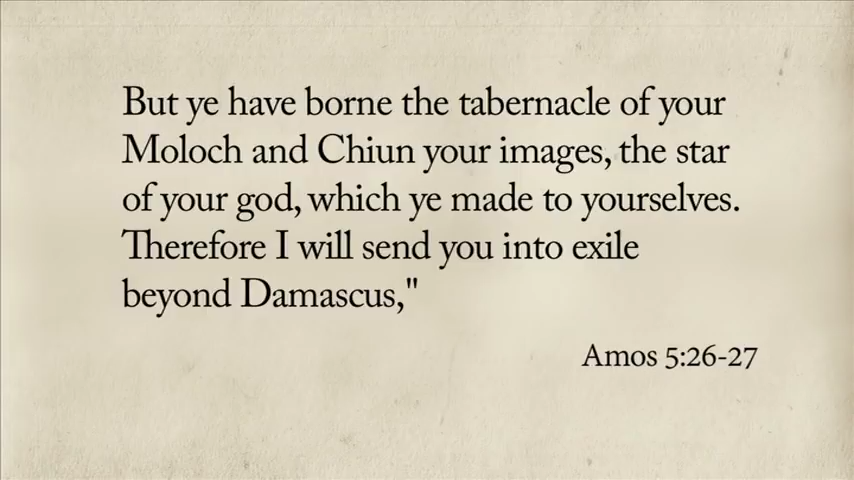 But ye have borne the tabernacle of your
Moloch and Chiun your images, the star
of your god, which ye made to yourselves.
Therefore I will send you into exile
beyond Damascus,"
Amos 5:26-27